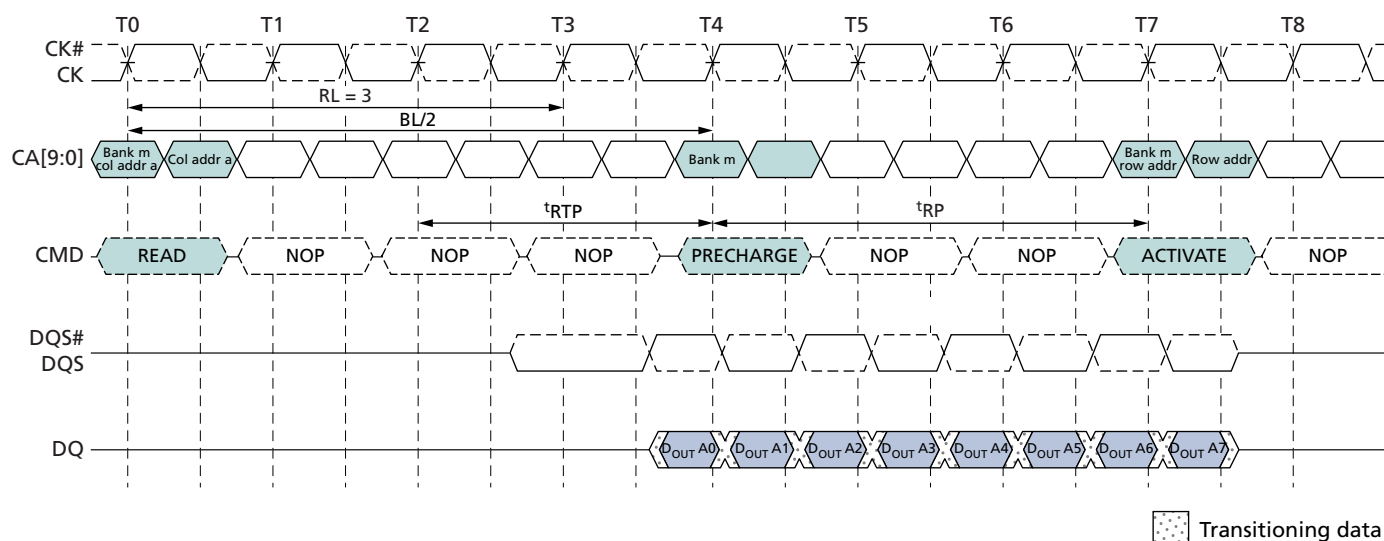 T0 T1 T2 T3 T4 T5 T6 T7 T8
CK#
CK
RL = 3
BL/2
CA[9:0]
Bank m
col addr a
Col addr a
Bank m
Bank m
row addr
Row addr
tRTP
tRP
CMD READ NOP NOP NOP PRECHARGE NOP NOP ACTIVATE NOP
DQS#
DQS
DQ DOUT A0 DOUT A1 DOUT A2 DOUT A3 DOUT A4 DOUT A5 DOUT A6 DOUT A7
Transitioning data